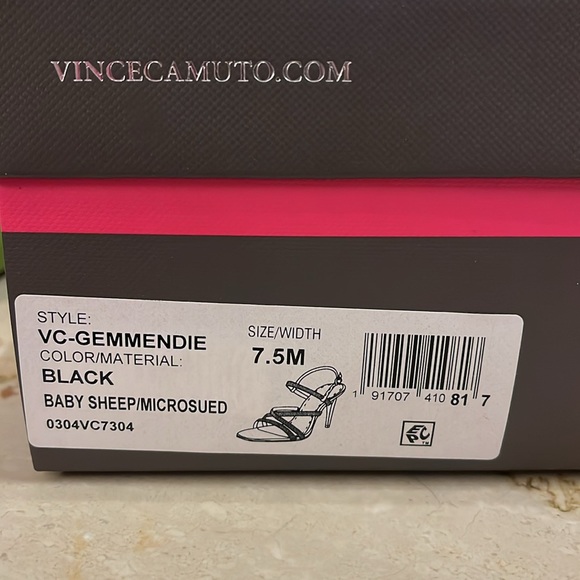 VINCECAMUTO.COM
STYLE:
VC-GEMMENDIE
COLOR/MATERIAL:
BLACK
BABY SHEEP/MICROSUED
0304VC7304
SIZE/WIDTH
7.5M
1 91707 410 81 7
EPC™